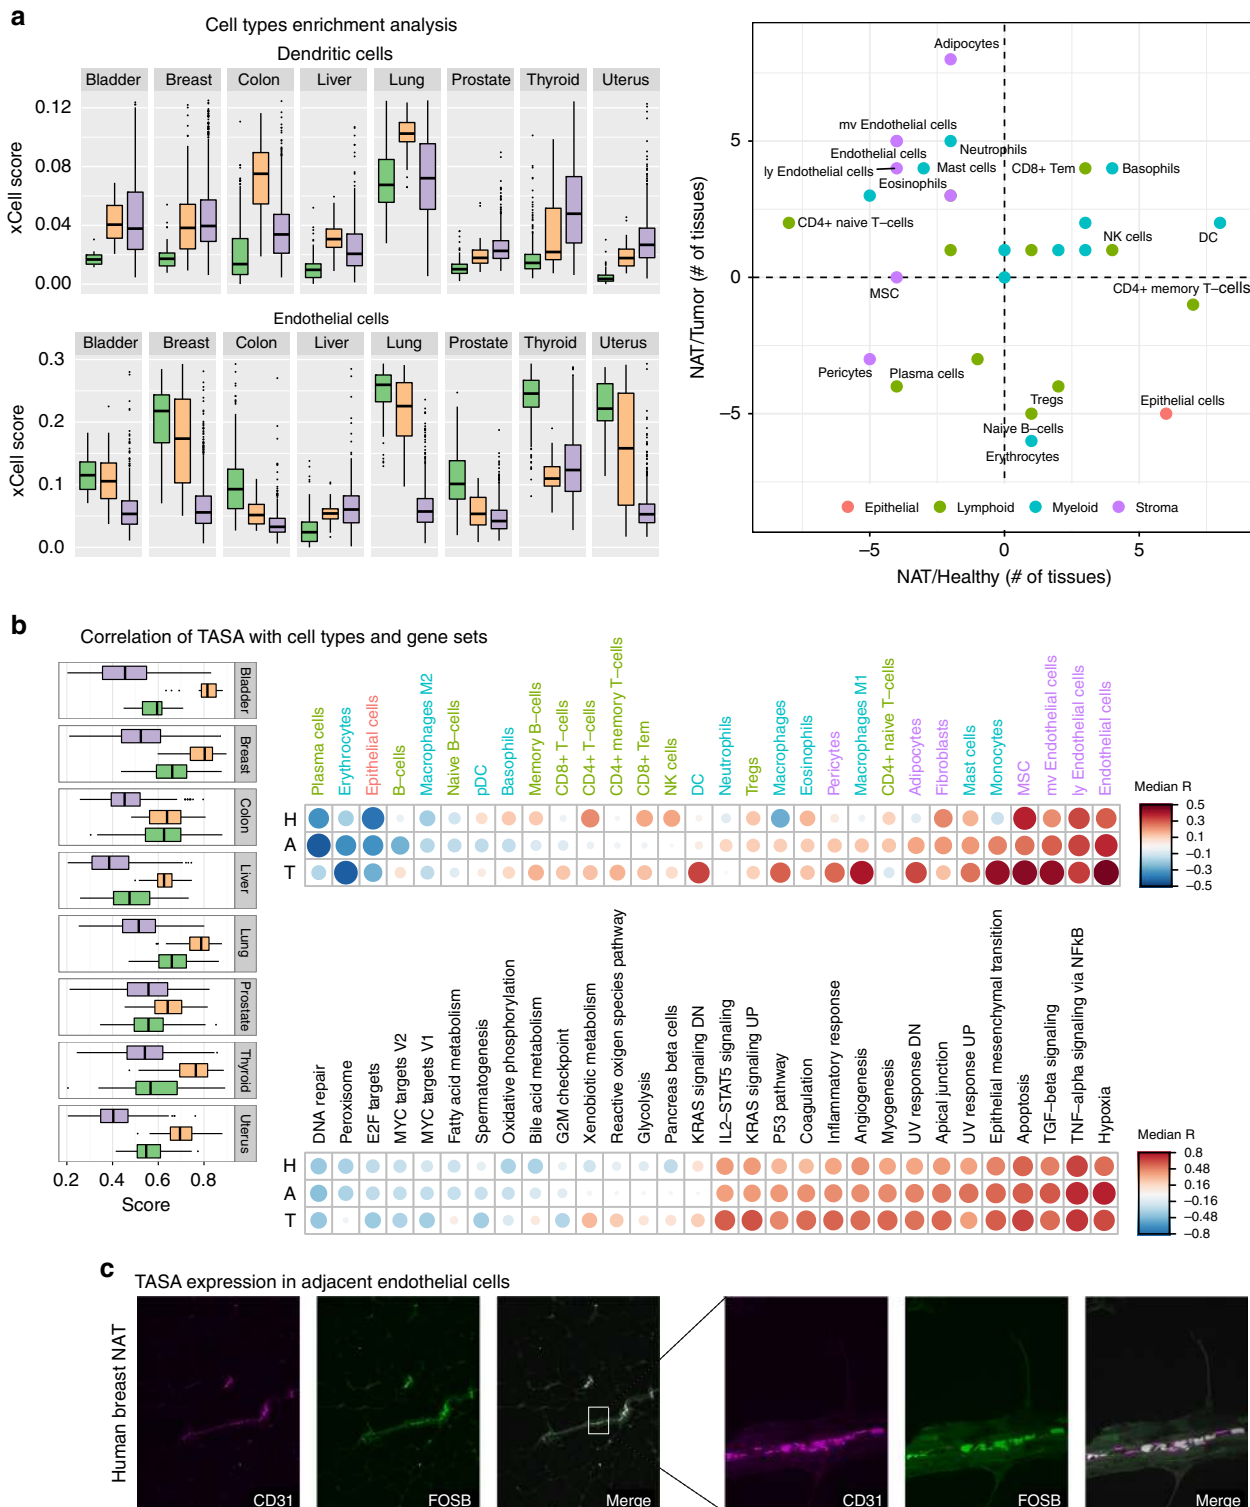 a
Cell types enrichment analysis
Dendritic cells
Bladder Breast Colon Liver Lung Prostate Thyroid Uterus
xCell score
0.12
0.08
0.04
0.00
Endothelial cells
Bladder Breast Colon Liver Lung Prostate Thyroid Uterus
xCell score
0.3
0.2
0.1
0.0
NAT/Tumor (# of tissues)
5
0
−5
Adipocytes
mv Endothelial cells
Neutrophils
Endothelial cells
ly Endothelial cells
Mast cells
CD8+ Tem
Basophils
Eosinophils
CD4+ naive T−cells
NK cells
DC
MSC
CD4+ memory T−cells
Pericytes
Plasma cells
Tregs
Epithelial cells
Naive B−cells
Erythrocytes
Epithelial Lymphoid Myeloid Stroma
−5 0 5
NAT/Healthy (# of tissues)
b
Correlation of TASA with cell types and gene sets
Bladder
Breast
Colon
Liver
Lung
Prostate
Thyroid
Uterus
0.2 0.4 0.6 0.8
Score
Plasma cells
Erythrocytes
Epithelial cells
B−cells
Macrophages M2
Naive B−cells
pDC
Basophils
Memory B−cells
CD8+ T−cells
CD4+ T−cells
CD4+ memory T−cells
CD8+ Tem
NK cells
DC
Neutrophils
Tregs
Macrophages
Eosinophils
Pericytes
Macrophages M1
CD4+ naive T−cells
Adipocytes
Fibroblasts
Mast cells
Monocytes
MSC
mv Endothelial cells
ly Endothelial cells
Endothelial cells
H
A
T
Median R
0.5
0.3
0.1
−0.1
−0.3
−0.5
DNA repair
Peroxisome
E2F targets
MYC targets V2
MYC targets V1
Fatty acid metabolism
Spermatogenesis
Oxidative phosphorylation
Bile acid metabolism
G2M checkpoint
Xenobiotic metabolism
Reactive oxigen species pathway
Glycolysis
Pancreas beta cells
KRAS signaling DN
IL2−STAT5 signaling
KRAS signaling UP
P53 pathway
Coagulation
Inflammatory response
Angiogenesis
Myogenesis
UV response DN
Apical junction
UV response UP
Epithelial mesenchymal transition
Apoptosis
TGF−beta signaling
TNF−alpha signaling via NFkB
Hypoxia
H
A
T
Median R
0.8
0.48
0.16
−0.16
−0.48
−0.8
c
TASA expression in adjacent endothelial cells
Human breast NAT
CD31 FOSB Merge CD31 FOSB Merge